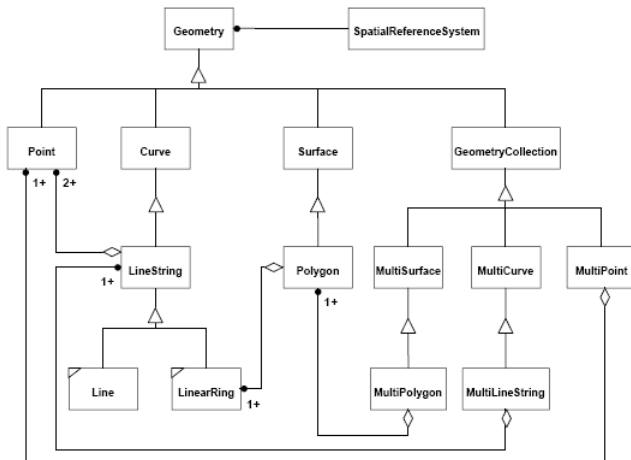 Geometry
SpatialReferenceSystem
Point
Curve
Surface
GeometryCollection
1+
2+
LineString
1+
Polygon
1+
MultiSurface
MultiCurve
MultiPoint
Line
LinearRing
1+
MultiPolygon
MultiLineString